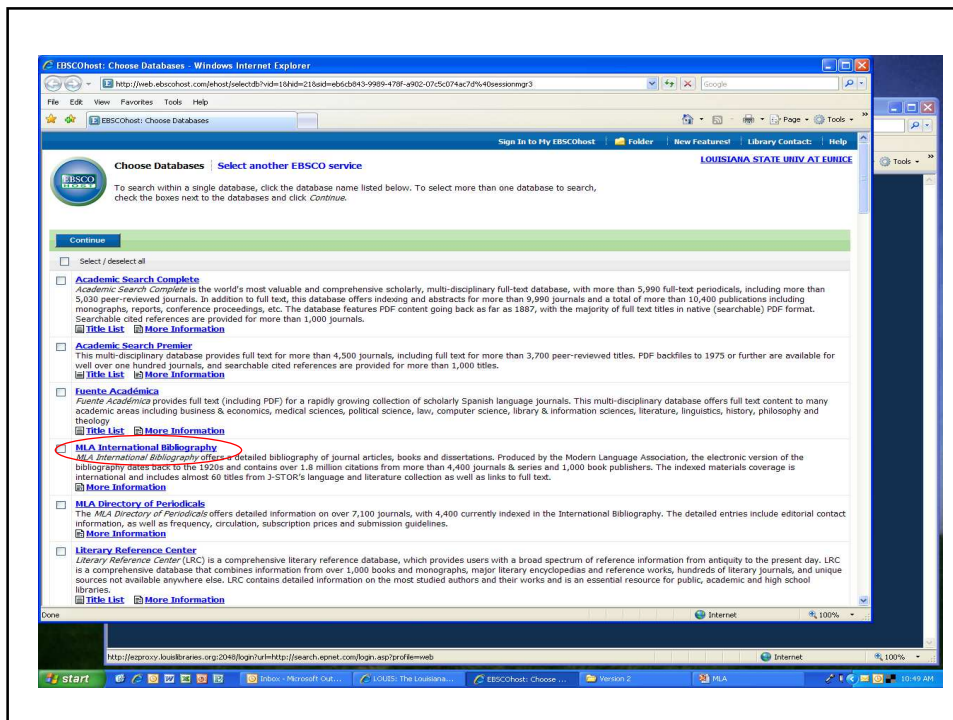 EBSCOhost: Choose Databases - Windows Internet Explorer
http://web.ebscohost.com/ehost/selectdb?vid=1&hid=21&sid=eb6cb843-9989-478f-a902-07c5c074ac7d%40sessionmgr3
Google
File Edit View Favorites Tools Help
EBSCOhost: Choose Databases
Page Tools
Tools
Sign In to My EBSCOhost Folder New Features! Library Contact: Help
EBSCO HOST
Choose Databases Select another EBSCO service
LOUISIANA STATE UNIV AT EUNICE
To search within a single database, click the database name listed below. To select more than one database to search,
check the boxes next to the databases and click Continue.
Continue
Select / deselect all
Academic Search Complete
Academic Search Complete is the world's most valuable and comprehensive scholarly, multi-disciplinary full-text database, with more than 5,990 full-text periodicals, including more than
5,030 peer-reviewed journals. In addition to full text, this database offers indexing and abstracts for more than 9,990 journals and a total of more than 10,400 publications including
monographs, reports, conference proceedings, etc. The database features PDF content going back as far as 1887, with the majority of full text titles in native (searchable) PDF format.
Searchable cited references are provided for more than 1,000 journals.
Title List More Information
Academic Search Premier
This multi-disciplinary database provides full text for more than 4,500 journals, including full text for more than 3,700 peer-reviewed titles. PDF backfiles to 1975 or further are available for
well over one hundred journals, and searchable cited references are provided for more than 1,000 titles.
Title List More Information
Fuente Académica
Fuente Académica provides full text (including PDF) for a rapidly growing collection of scholarly Spanish language journals. This multi-disciplinary database offers full text content to many
academic areas including business & economics, medical sciences, political science, law, computer science, library & information sciences, literature, linguistics, history, philosophy and
theology
Title List More Information
MLA International Bibliography
MLA International Bibliography offers a detailed bibliography of journal articles, books and dissertations. Produced by the Modern Language Association, the electronic version of the
bibliography dates back to the 1920s and contains over 1.8 million citations from more than 4,400 journals & series and 1,000 book publishers. The indexed materials coverage is
international and includes almost 60 titles from J-STOR's language and literature collection as well as links to full text.
More Information
MLA Directory of Periodicals
The MLA Directory of Periodicals offers detailed information on over 7,100 journals, with 4,400 currently indexed in the International Bibliography. The detailed entries include editorial contact
information, as well as frequency, circulation, subscription prices and submission guidelines.
More Information
Literary Reference Center
Literary Reference Center (LRC) is a comprehensive literary reference database, which provides users with a broad spectrum of reference information from antiquity to the present day. LRC
is a comprehensive database that combines information from over 1,000 books and monographs, major literary encyclopedias and reference works, hundreds of literary journals, and unique
sources not available anywhere else. LRC contains detailed information on the most studied authors and their works and is an essential resource for public, academic and high school
libraries.
Title List More Information
Done Internet 100%
http://ezproxy.louislibraries.org:2048/login?url=http://search.epnet.com/login.asp?profile=web Internet 100%
start Inbox - Microsoft Out... LOUIS: The Louisiana... EBSCOhost: Choose ... Version 2 MLA 10:49 AM